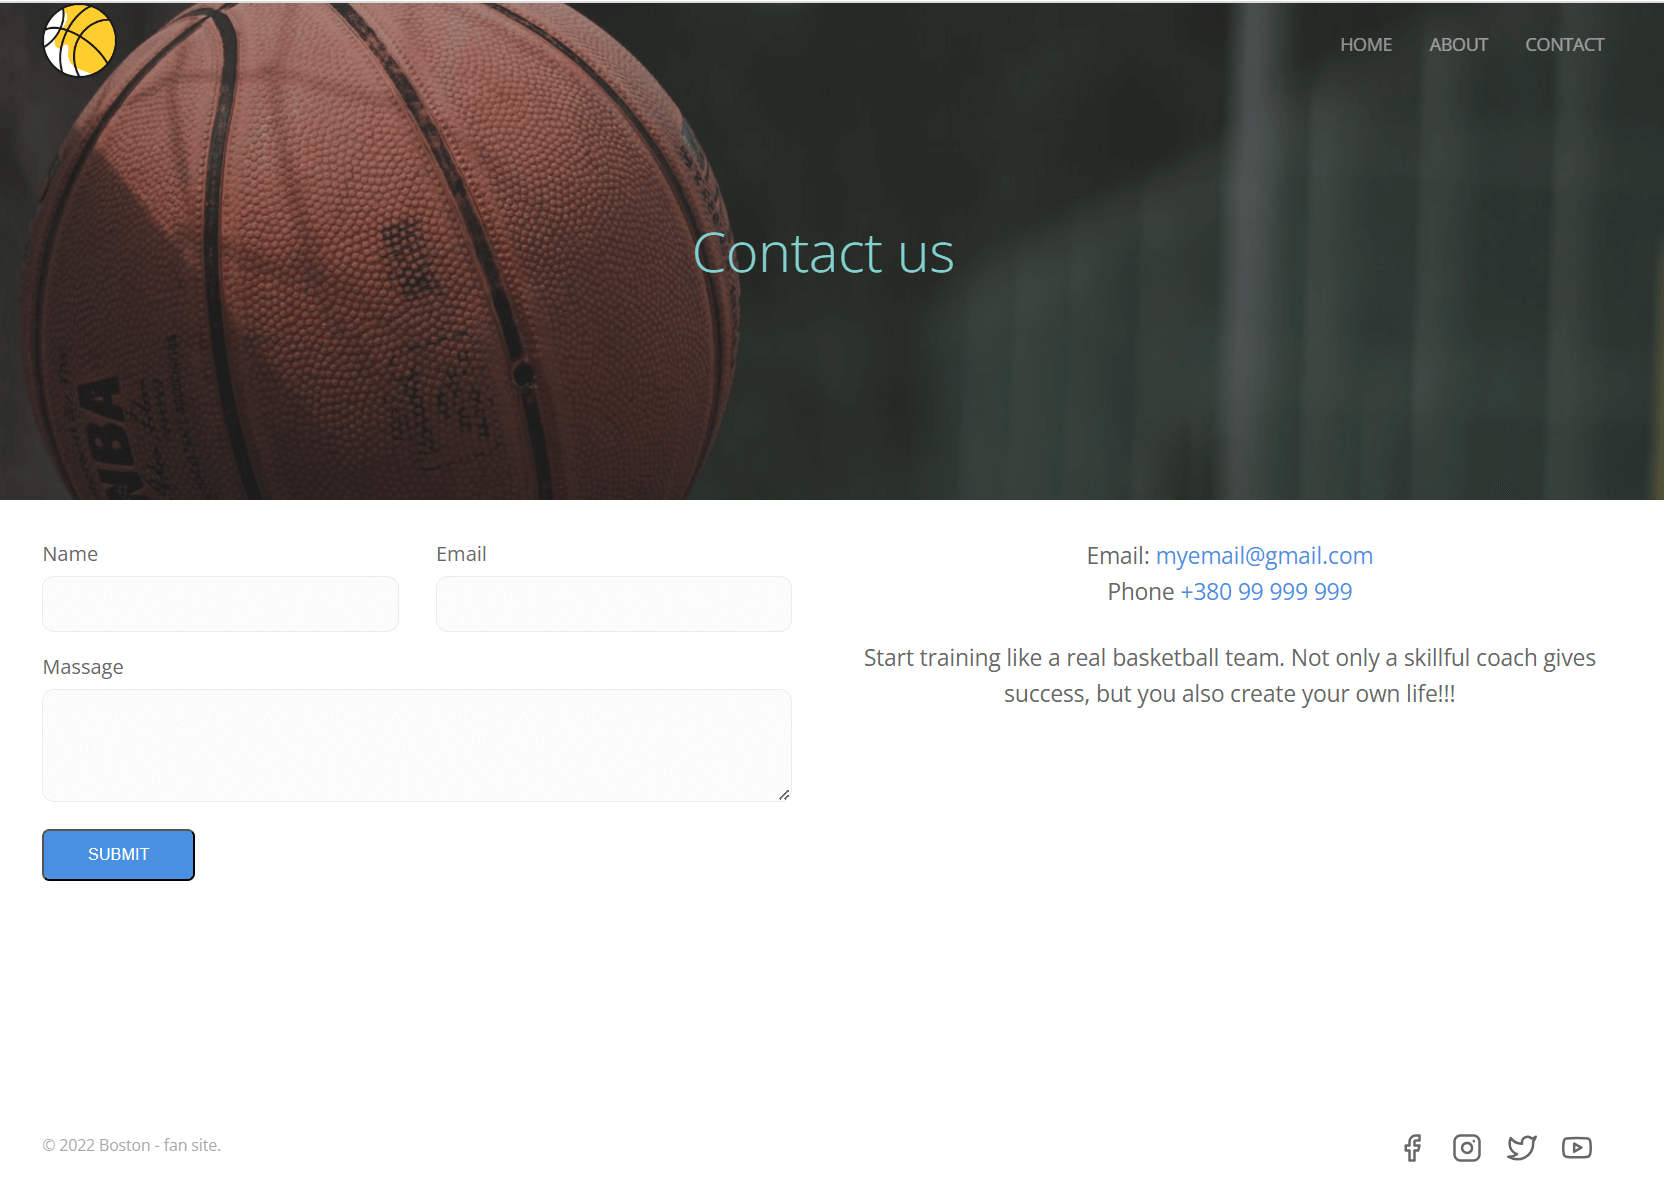 HOME ABOUT CONTACT
Contact us
NBA
Name
Email
Massage
SUBMIT
Email: myemail@gmail.com
Phone +380 99 999 999
Start training like a real basketball team. Not only a skillful coach gives
success, but you also create your own life!!!
© 2022 Boston - fan site.